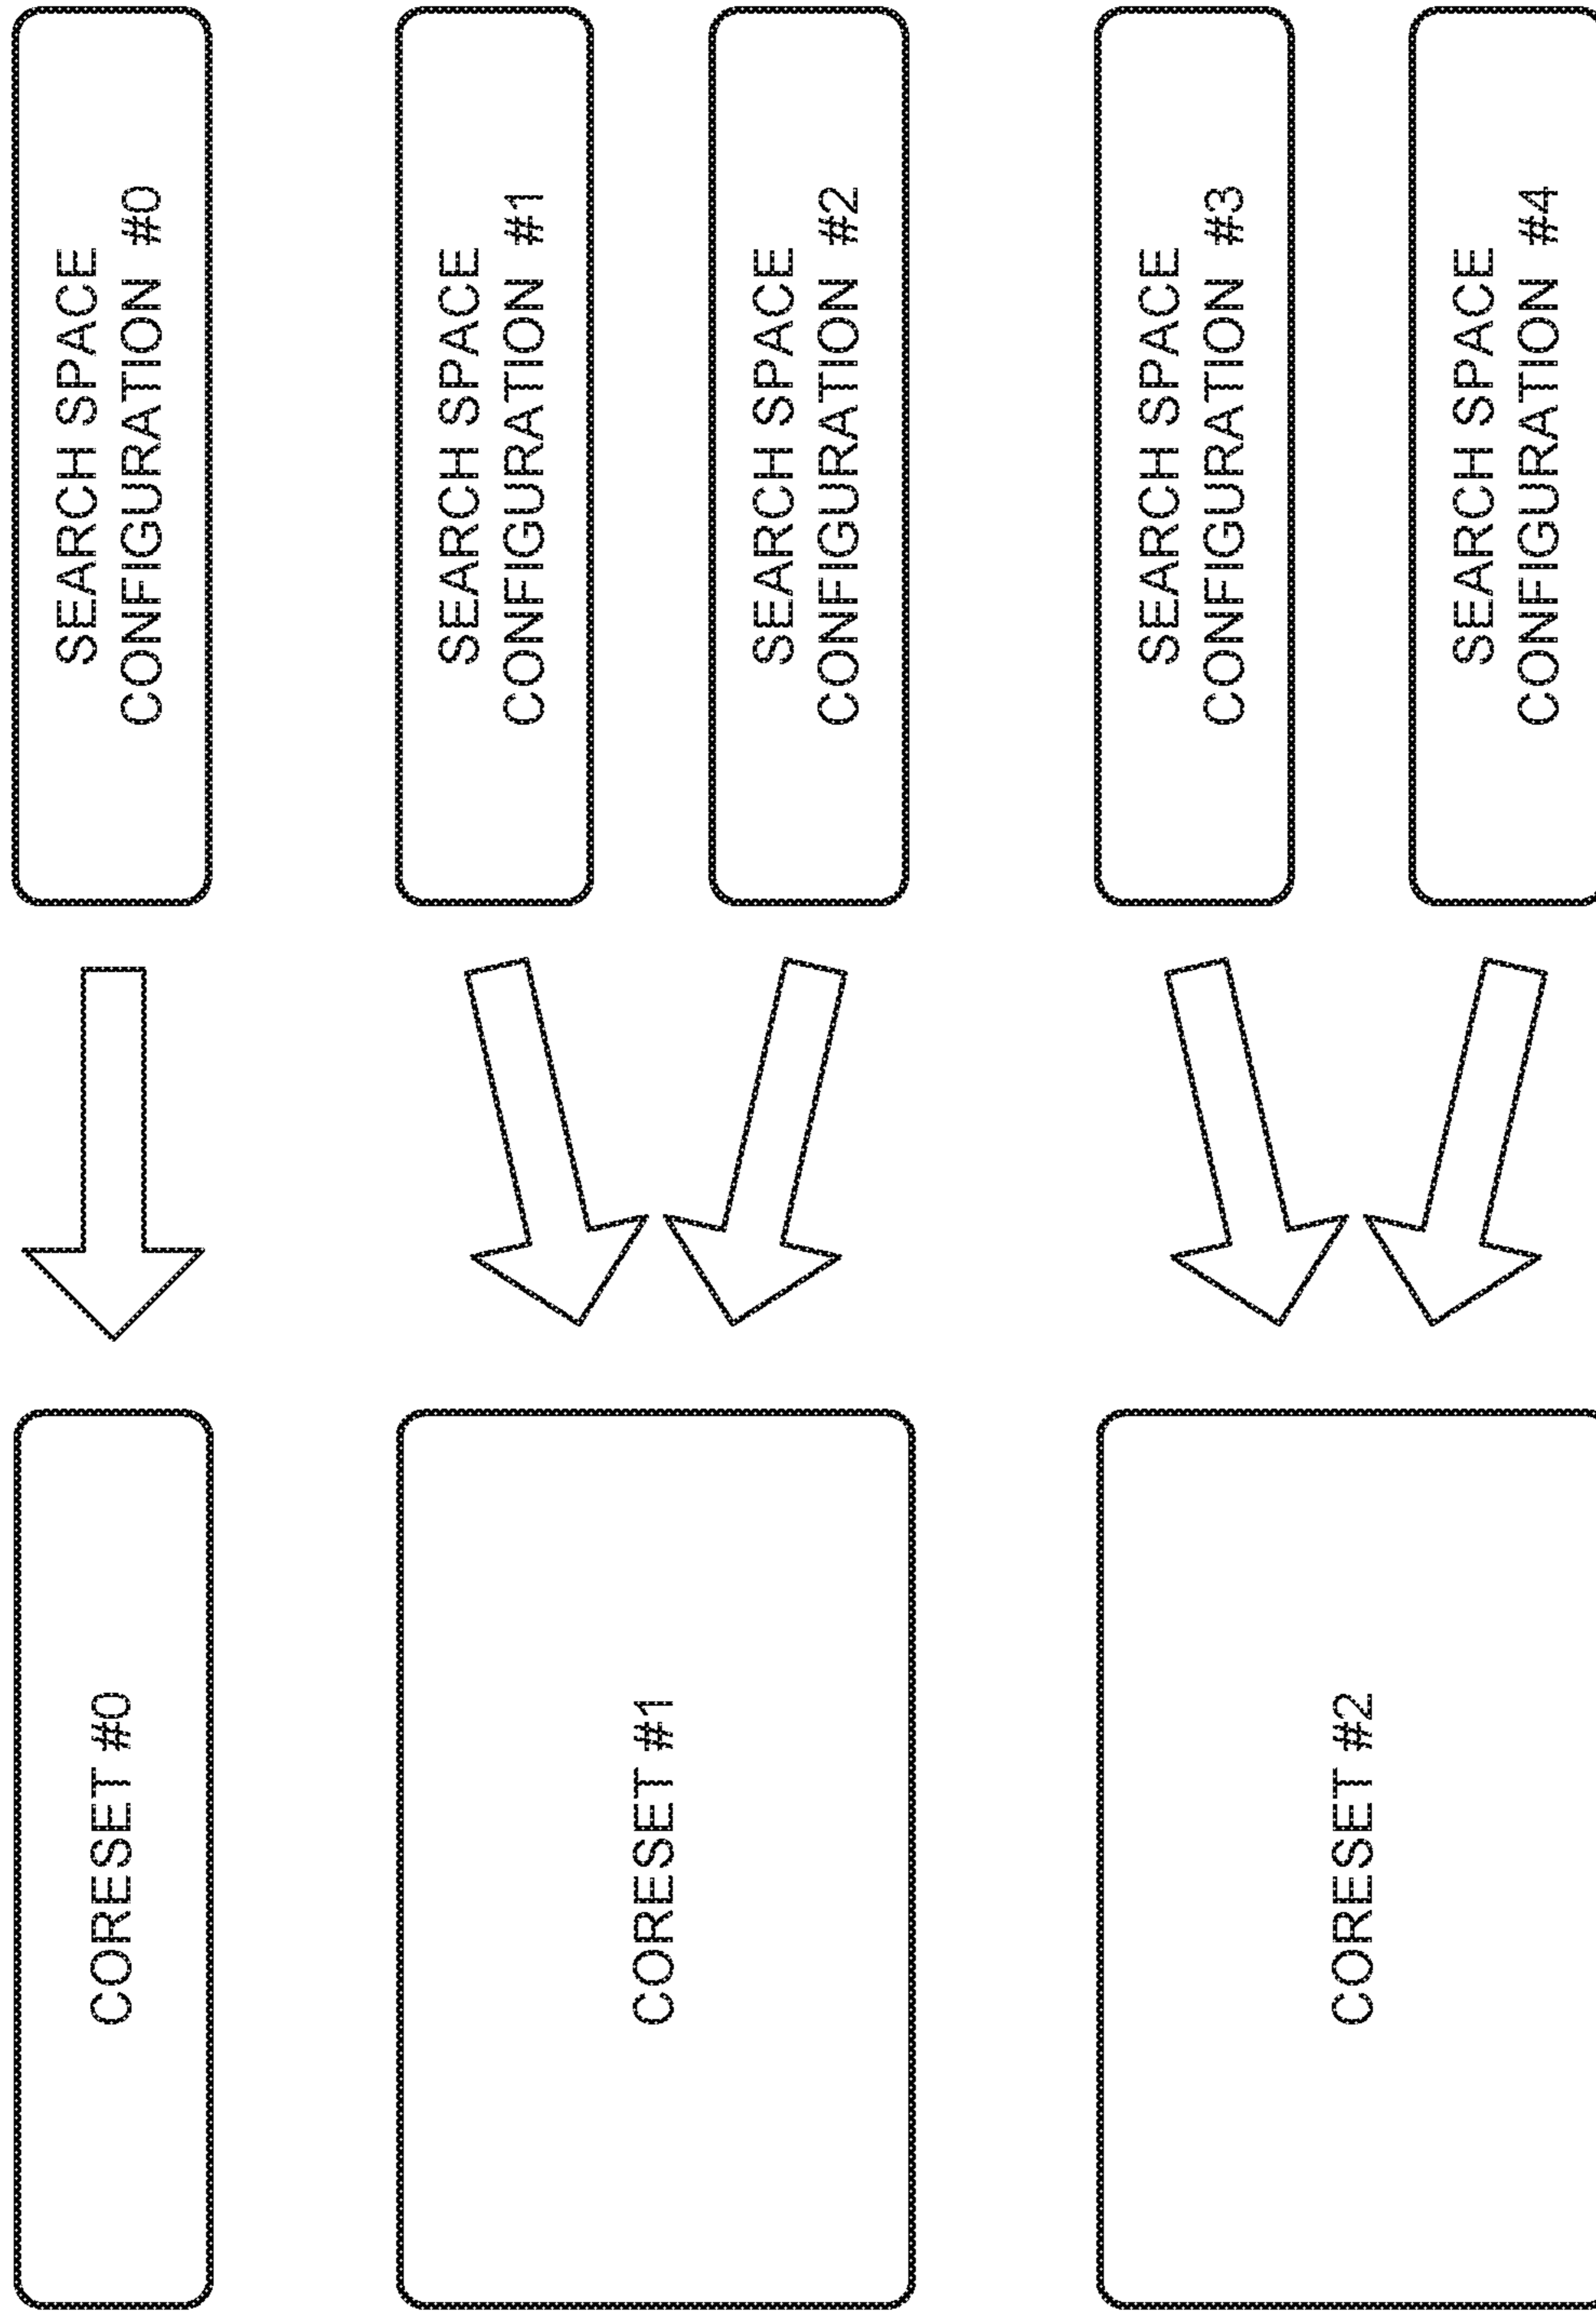 SEARCH SPACE
CONFIGURATION #0
SEARCH SPACE
CONFIGURATION #1
SEARCH SPACE
CONFIGURATION #2
SEARCH SPACE
CONFIGURATION #3
SEARCH SPACE
CONFIGURATION #4
CORESET #0
CORESET #1
CORESET #2